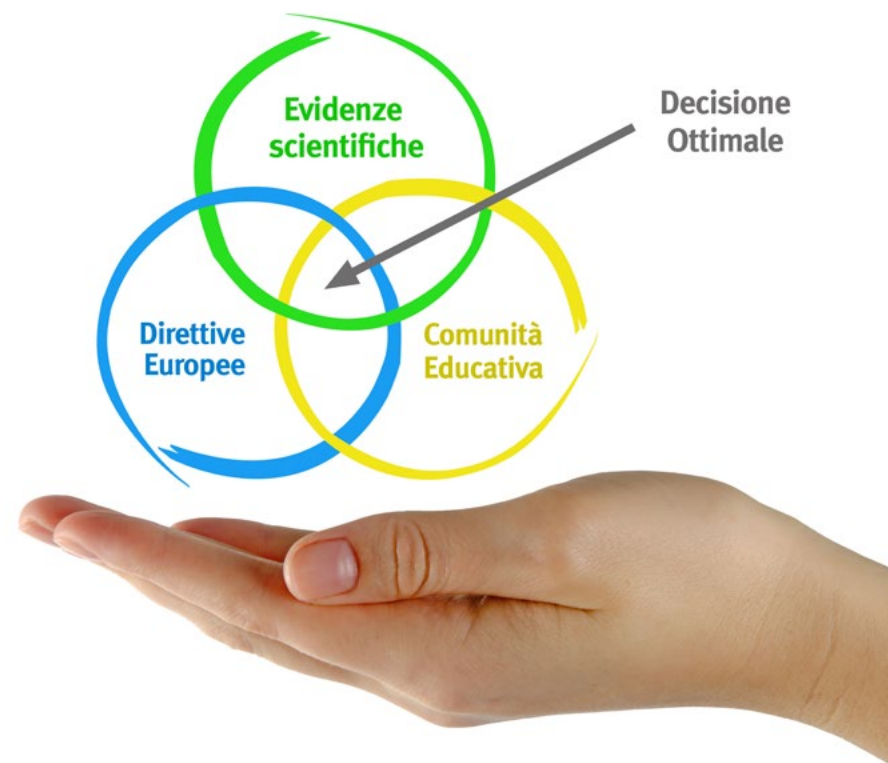 Evidenze
scientifiche
Decisione
Ottimale
Direttive
Europee
Comunità
Educativa